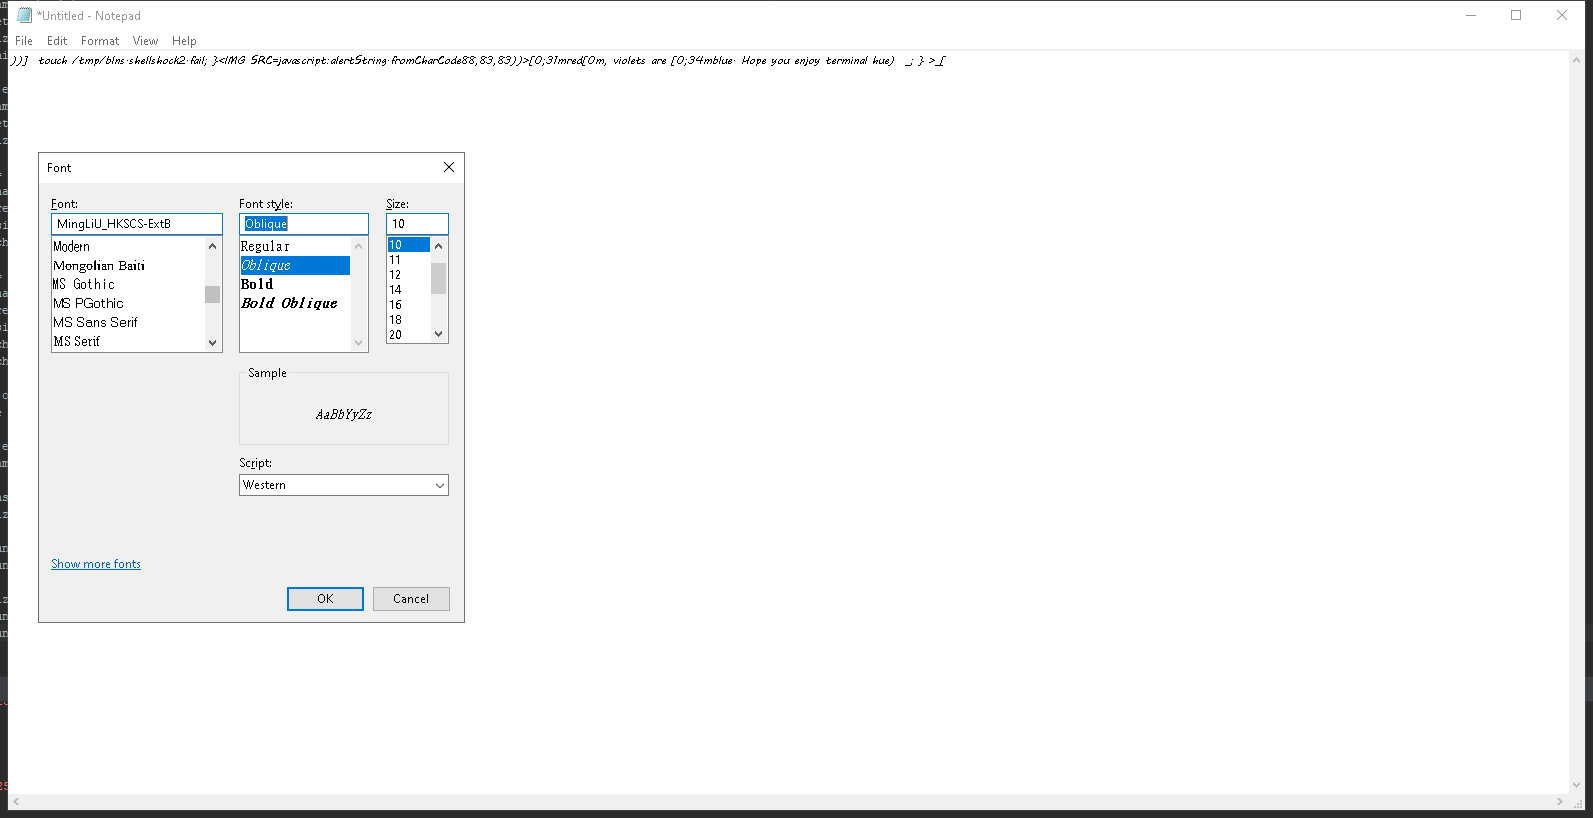 *Untitled - Notepad
File Edit Format View Help
))] touch /tmp/blns.shellshock2.fail; }<IMG SRC=javascript:alertString.fromCharCode88,83,83))>[0;31mred[0m, violets are [0;34mblue. Hope you enjoy terminal hue) _; } >_[
Font
Font: Font style: Size:
MingLiU_HKSCS-ExtB Oblique 10
Modern Regular 10
Mongolian Baiti Oblique 11
MS Gothic Bold 12
MS PGothic Bold Oblique 14
MS Sans Serif 16
MS Serif 18
20
Sample
AaBbYyZz
Script:
Western
Show more fonts
OK Cancel